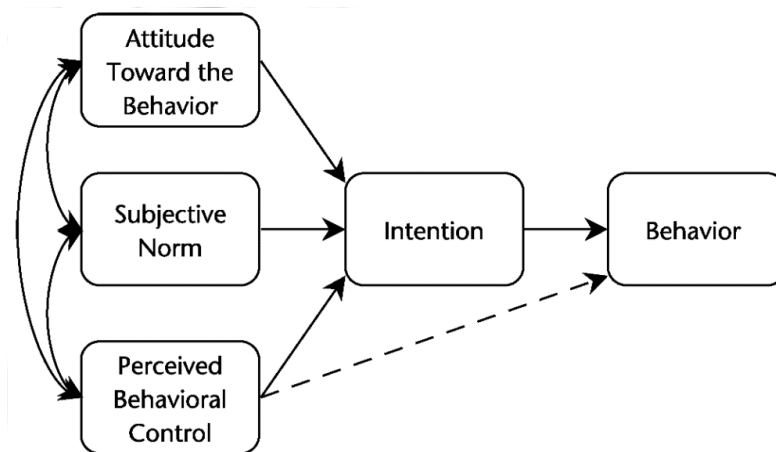 Attitude
Toward the
Behavior
Subjective
Norm
Intention
Behavior
Perceived
Behavioral
Control